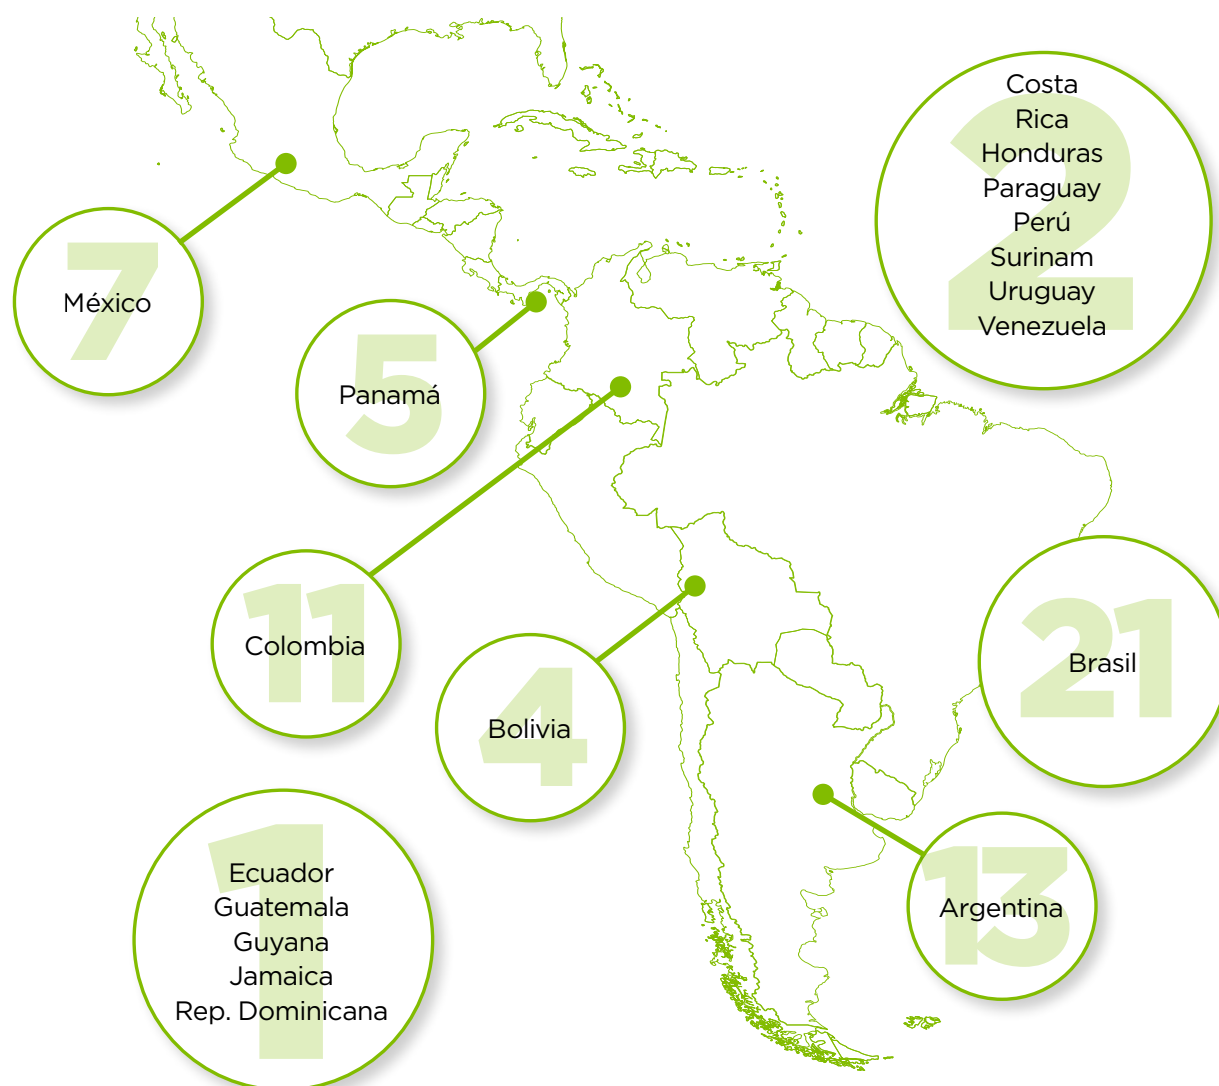 2
Costa
Rica
Honduras
Paraguay
Perú
Surinam
Uruguay
Venezuela
7
México
5
Panamá
11
Colombia
21
Brasil
4
Bolivia
13
Argentina
1
Ecuador
Guatemala
Guyana
Jamaica
Rep. Dominicana